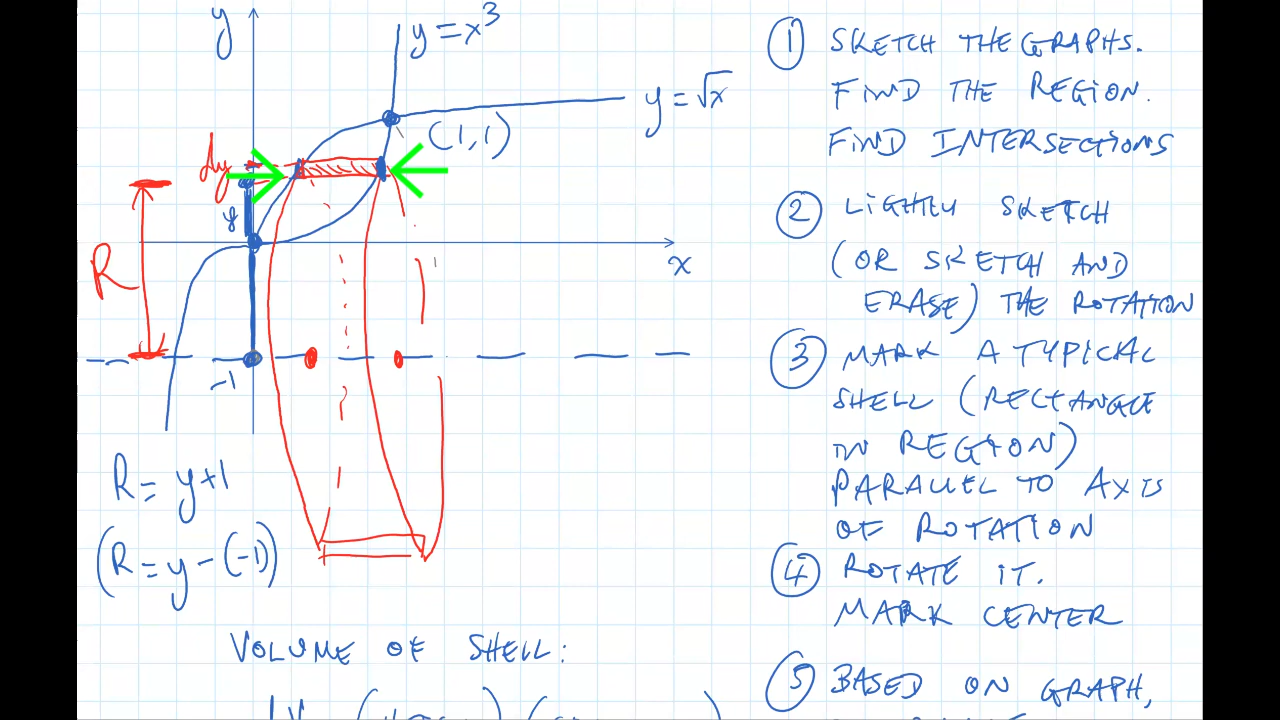 y
y = x³
y = √x
(1,1)
dy
y
R
x
-1
R = y+1
(R = y - (-1))
VOLUME OF SHELL:
① SKETCH THE GRAPHS.
FIND THE REGION.
FIND INTERSECTIONS
② LIGHTLY SKETCH
(OR SKETCH AND
ERASE) THE ROTATION
③ MARK A TYPICAL
SHELL (RECTANGLE
IN REGION)
PARALLEL TO AXIS
OF ROTATION
④ ROTATE IT.
MARK CENTER
⑤ BASED ON GRAPH,